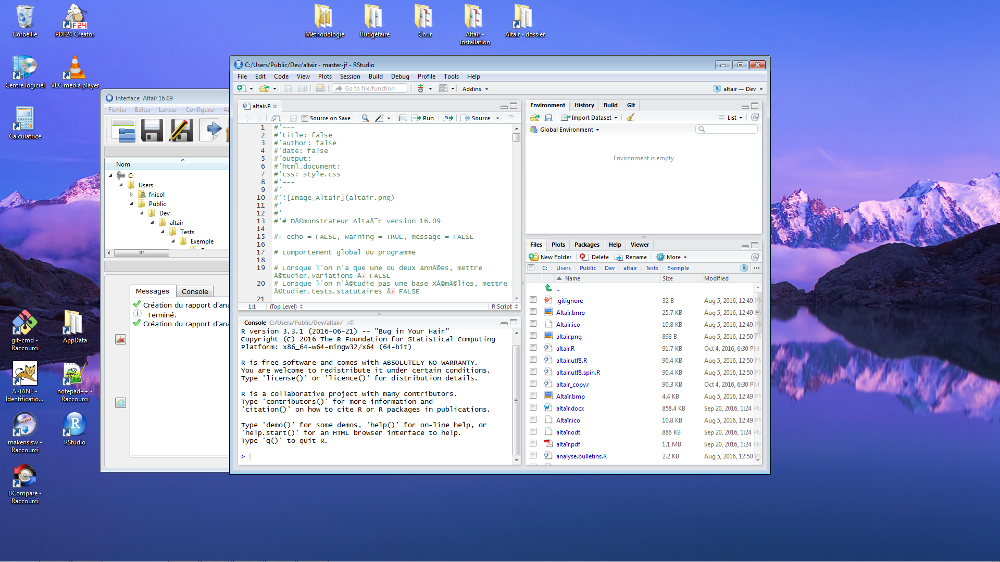 Corbeille
PDF24 Creator
Méthodologie
Budgétaire
Cour
Altaïr -
Installation
Altair - dossier
Centre logiciel
VLC media player
Calculatrice
git-cmd -
Raccourci
AppData
ARIANE -
Identificatio...
notepad++ -
Raccourci
makensisw -
Raccourci
RStudio
BCompare -
Raccourci
Interface Altaïr 16.09
Fichier Editer Lancer Configurer
Nom
C:
Users
fnicol
Public
Dev
altair
Tests
Exemple
Messages Console
Création du rapport d'ana
Terminé.
Création du rapport d'ana
C:/Users/Public/Dev/altair - master-jf - RStudio
File Edit Code View Plots Session Build Debug Profile Tools Help
Go to file/function Addins altair — Dev
altair.R
Source on Save Run Source
1 #'---
2 #'title: false
3 #'author: false
4 #'date: false
5 #'output:
6 #'html_document:
7 #'css: style.css
8 #'---
9 #'
10 #'![Image_Altair](altair.png)
11 #'
12 #'
13 #'# DÃ©monstrateur AltaÃ¯r version 16.09
14
15 #+ echo = FALSE, warning = TRUE, message = FALSE
16
17 # comportement global du programme
18
19 # Lorsque l'on n'a que une ou deux annÃ©es, mettre
Ã©tudier.variations Ã· FALSE
20 # Lorsque l'on n'Ã©tudie pas une base XÃ©mÃ©lios, mettre
Ã©tudier.tests.statutaires Ã· FALSE
21
1:1 (Top Level) R Script
Console C:/Users/Public/Dev/altair/
R version 3.3.1 (2016-06-21) -- "Bug in Your Hair"
Copyright (C) 2016 The R Foundation for Statistical Computing
Platform: x86_64-w64-mingw32/x64 (64-bit)
R is free software and comes with ABSOLUTELY NO WARRANTY.
You are welcome to redistribute it under certain conditions.
Type 'license()' or 'licence()' for distribution details.
R is a collaborative project with many contributors.
Type 'contributors()' for more information and
'citation()' on how to cite R or R packages in publications.
Type 'demo()' for some demos, 'help()' for on-line help, or
'help.start()' for an HTML browser interface to help.
Type 'q()' to quit R.
>
Environment History Build Git
Import Dataset List
Global Environment
Environment is empty
Files Plots Packages Help Viewer
New Folder Delete Rename More
C: Users Public Dev altair Tests Exemple ...
Name Size Modified
..
.gitignore 32 B Aug 5, 2016, 12:49 PM
Altair.bmp 25.7 KB Aug 5, 2016, 12:49 PM
Altair.ico 10.8 KB Aug 5, 2016, 12:49 PM
altair.png 893 B Aug 5, 2016, 12:50 PM
altair.R 91.7 KB Oct 4, 2016, 6:30 PM
altair.utf8.R 90.4 KB Aug 5, 2016, 12:50 PM
altair.utf8.spin.R 90.4 KB Aug 5, 2016, 12:50 PM
altair_copy.r 90.3 KB Oct 4, 2016, 6:30 PM
Altaïr.bmp 4.4 KB Aug 5, 2016, 12:49 PM
altaïr.docx 858.4 KB Sep 20, 2016, 1:24 PM
Altaïr.ico 10.8 KB Aug 5, 2016, 12:49 PM
altaïr.odt 886 KB Sep 20, 2016, 1:24 PM
altaïr.pdf 1.1 MB Sep 20, 2016, 1:24 PM
analyse.bulletins.R 2.2 KB Aug 5, 2016, 12:50 PM